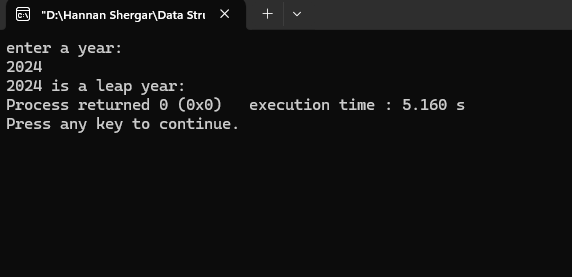 "D:\Hannan Shergar\Data Stru
enter a year:
2024
2024 is a leap year:
Process returned 0 (0x0)   execution time : 5.160 s
Press any key to continue.